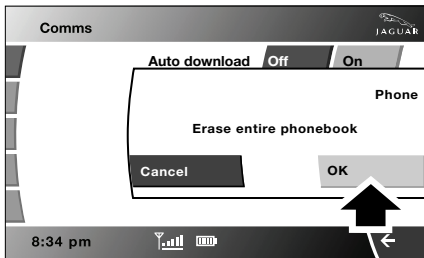 Comms
JAGUAR
Auto download Off On
Phone
Erase entire phonebook
Cancel OK
8:34 pm